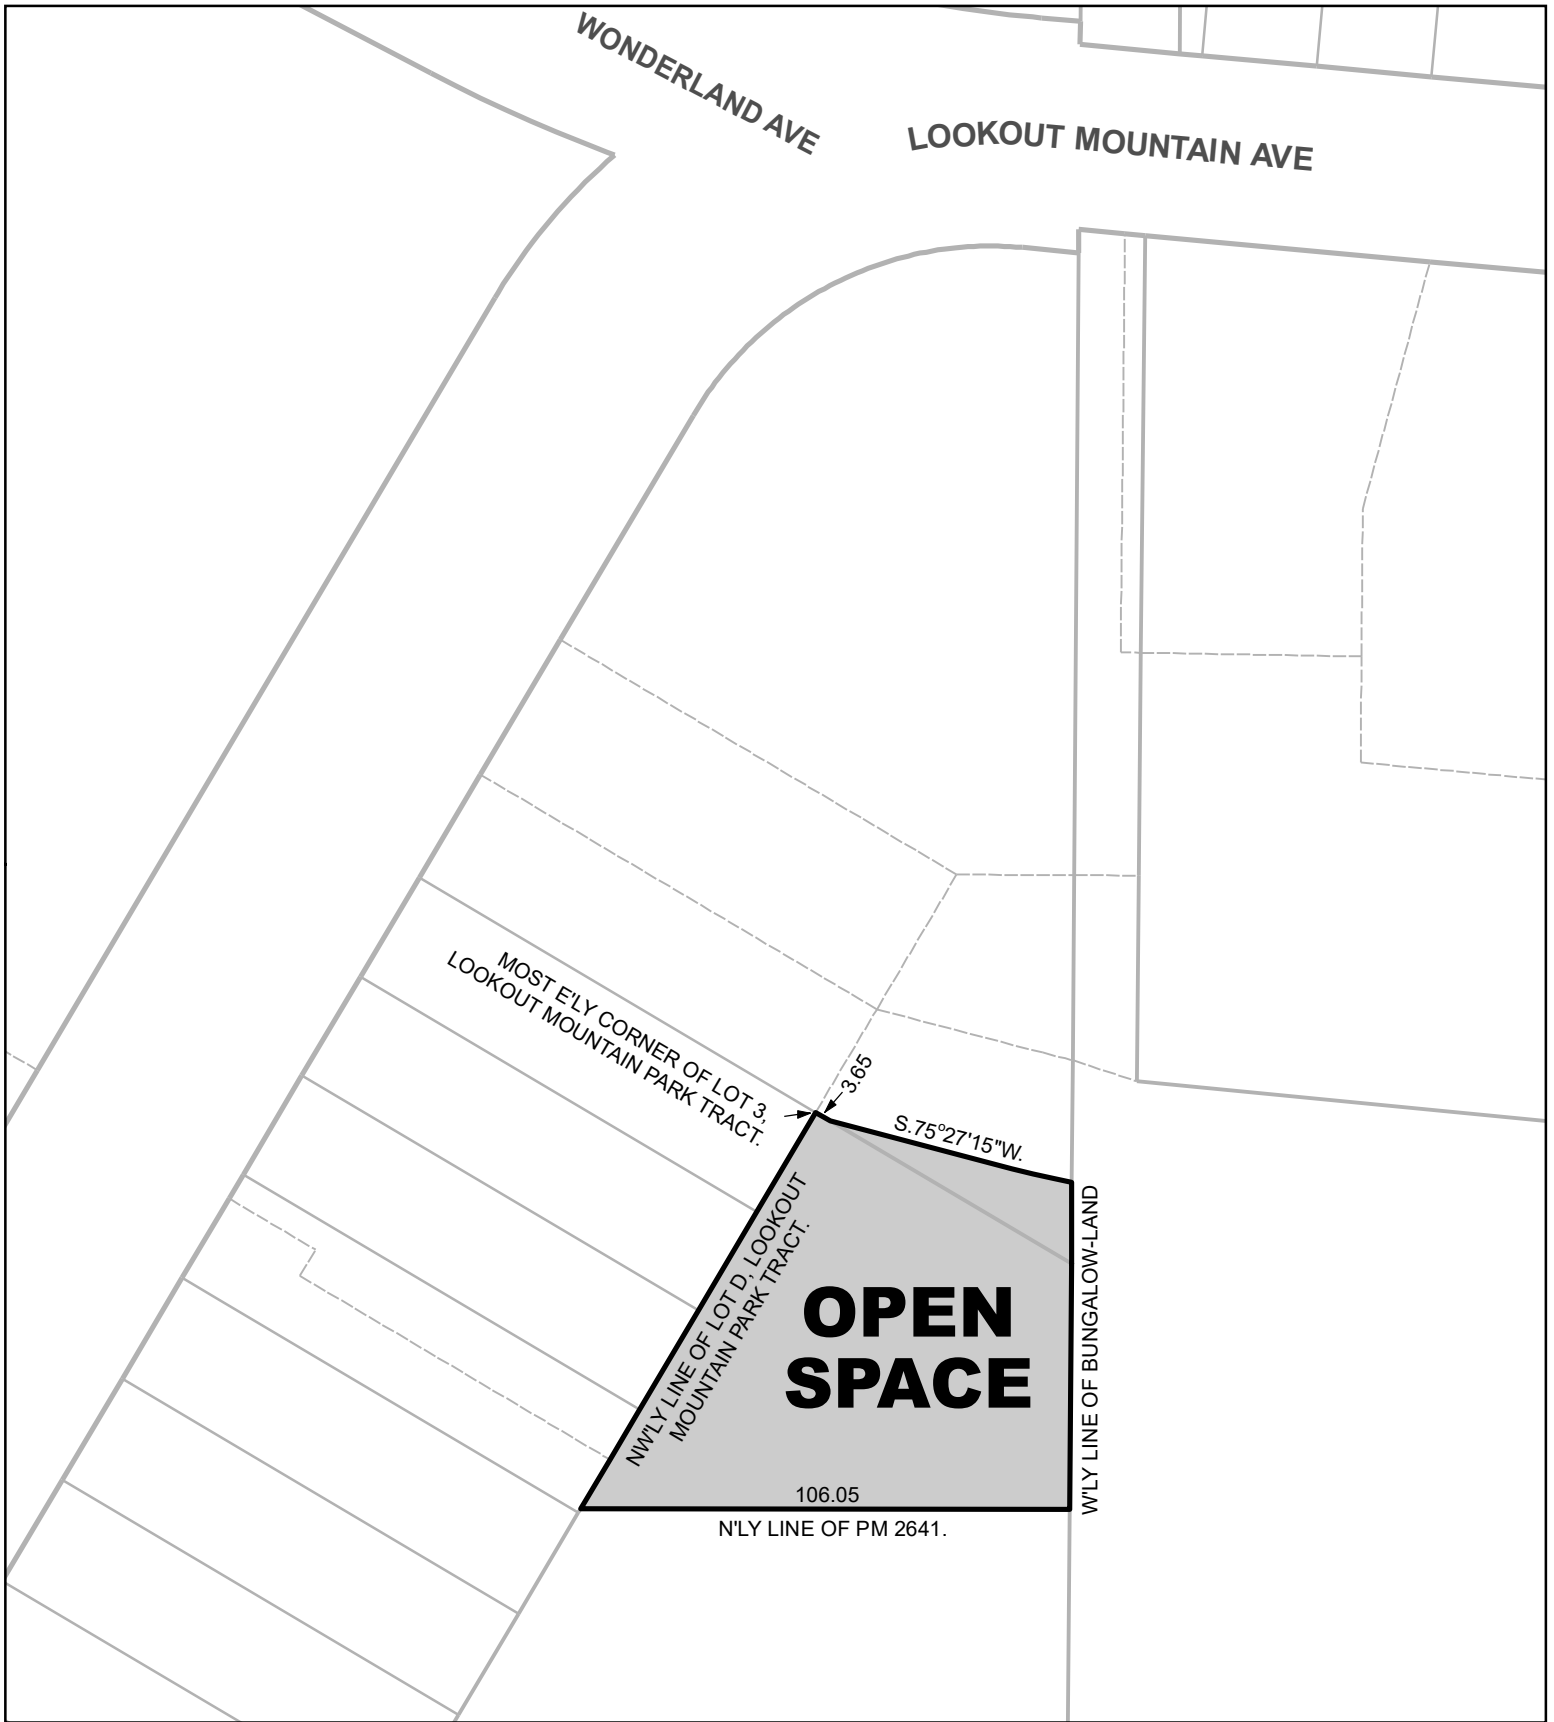 WONDERLAND AVE
LOOKOUT MOUNTAIN AVE
MOST E'LY CORNER OF LOT 3,
LOOKOUT MOUNTAIN PARK TRACT.
3.65
S.75°27'15"W.
NW'LY LINE OF LOT D, LOOKOUT
MOUNTAIN PARK TRACT.
W'LY LINE OF BUNGALOW-LAND
OPEN
SPACE
106.05
N'LY LINE OF PM 2641.